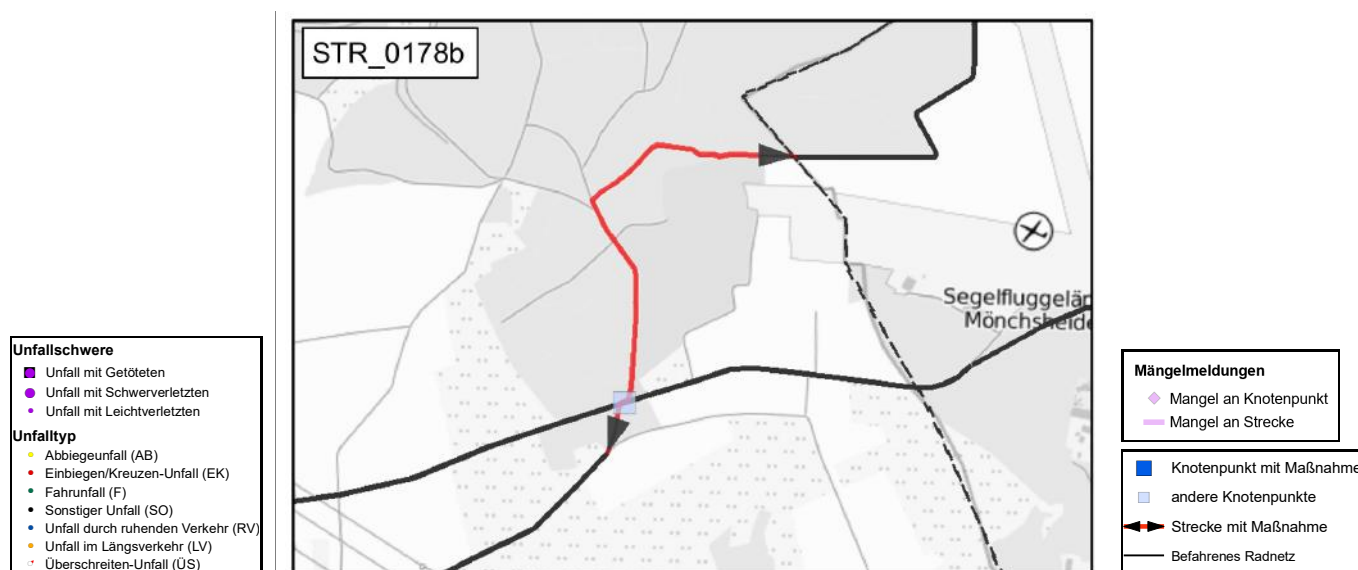 STR_0178b
Segelfluggelär
Mönchsheide
Unfallschwere
Unfall mit Getöteten
Unfall mit Schwerverletzten
Unfall mit Leichtverletzten
Unfalltyp
Abbiegeunfall (AB)
Einbiegen/Kreuzen-Unfall (EK)
Fahrunfall (F)
Sonstiger Unfall (SO)
Unfall durch ruhenden Verkehr (RV)
Unfall im Längsverkehr (LV)
Überschreiten-Unfall (ÜS)
Mängelmeldungen
Mangel an Knotenpunkt
Mangel an Strecke
Knotenpunkt mit Maßnahme
andere Knotenpunkte
Strecke mit Maßnahme
Befahrenes Radnetz